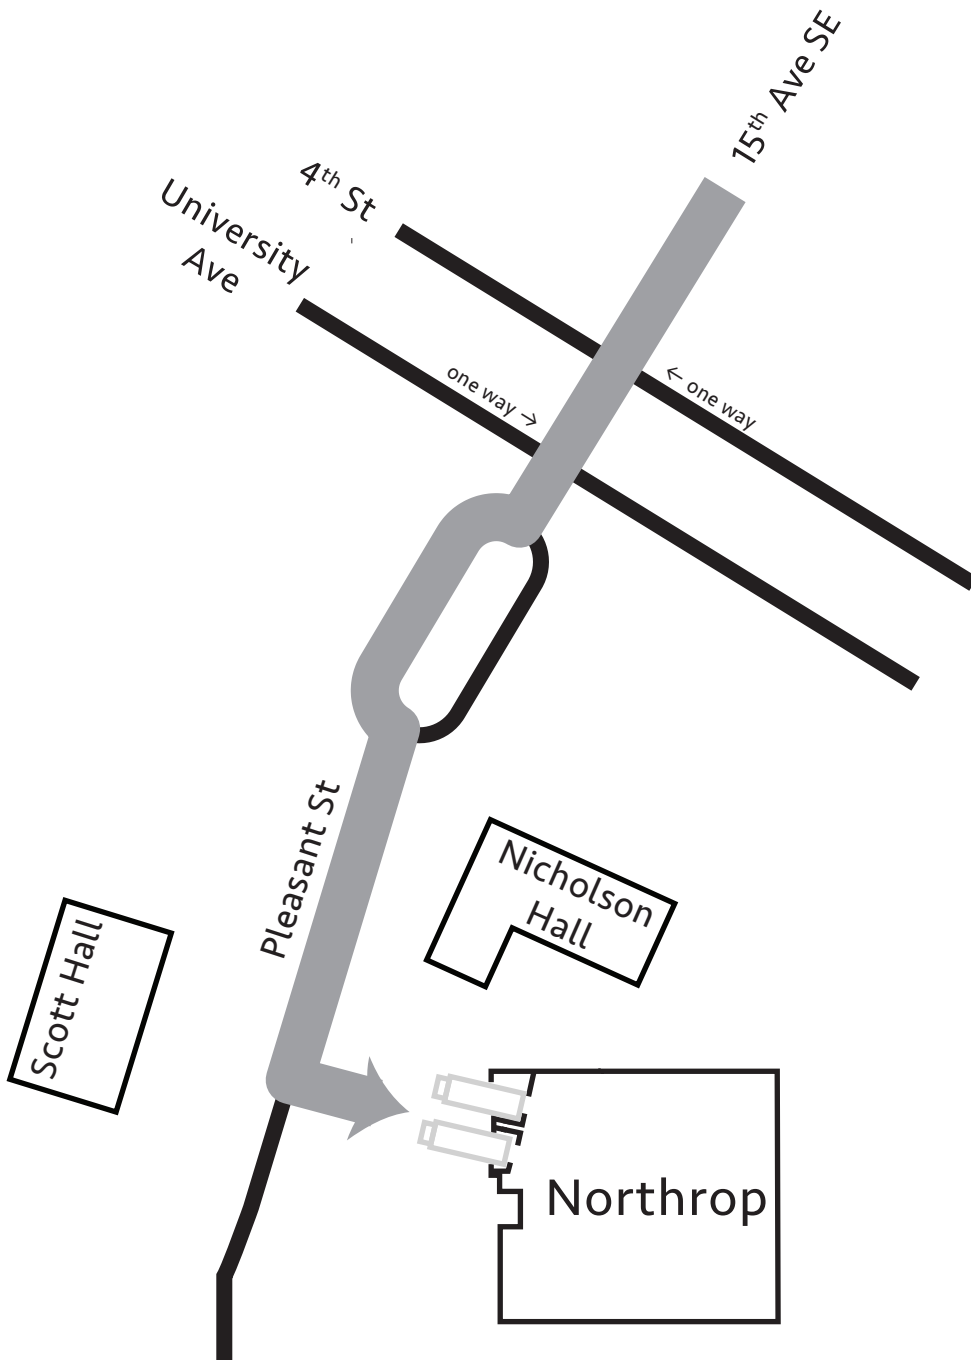 15th Ave SE
4th St
University
Ave
one way →
← one way
Pleasant St
Nicholson
Hall
Scott Hall
Northrop